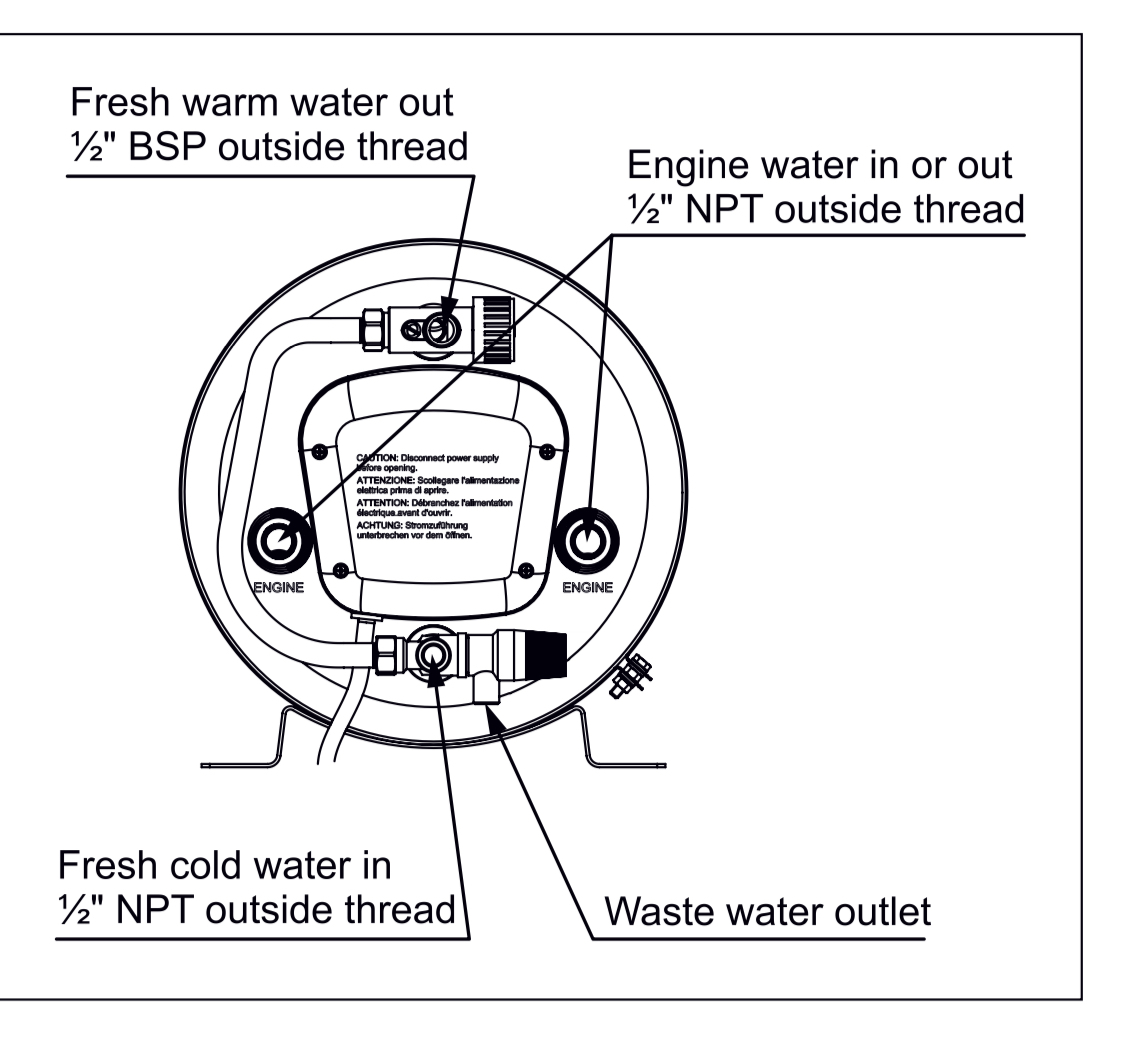 Fresh warm water out
½" BSP outside thread
Engine water in or out
½" NPT outside thread
CAUTION: Disconnect power supply
before opening.
ATTENZIONE: Scollegare l'alimentazione
elettrica prima di aprire.
ATTENTION: Débranchez l'alimentation
électrique.avant d'ouvrir.
ACHTUNG: Stromzuführung
unterbrechen vor dem öffnen.
ENGINE
ENGINE
Fresh cold water in
½" NPT outside thread
Waste water outlet